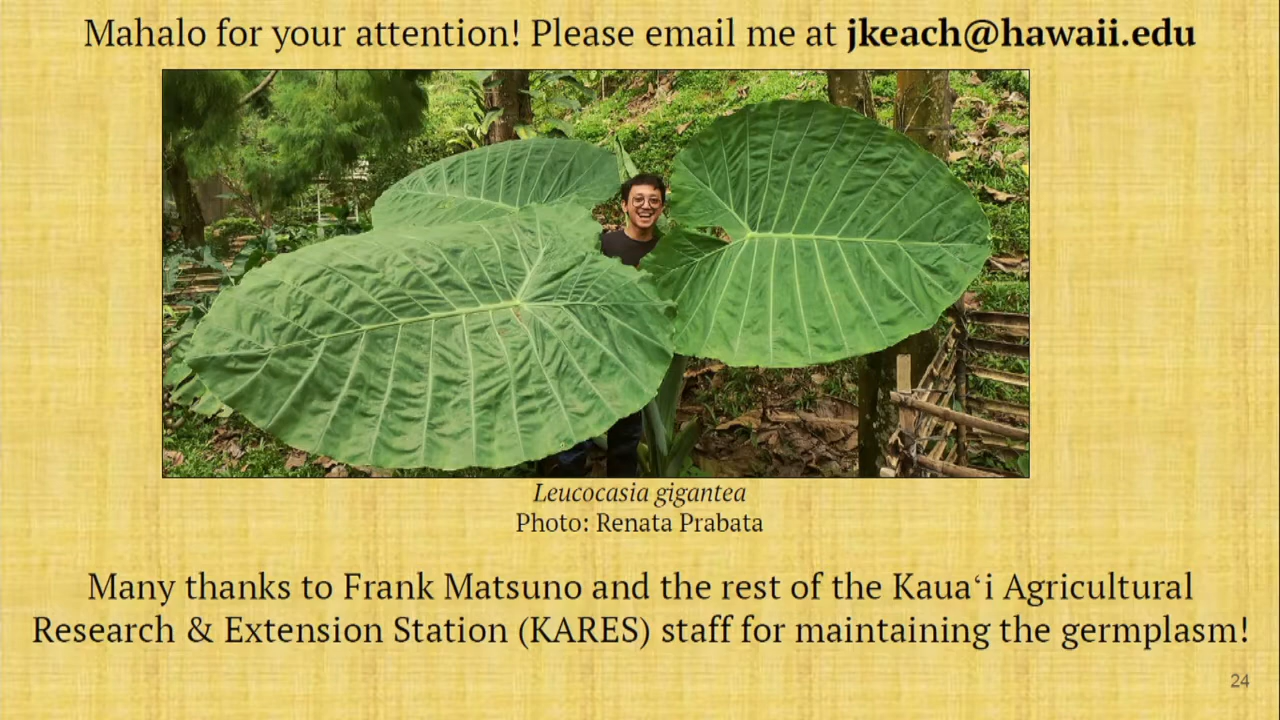 Mahalo for your attention! Please email me at jkeach@hawaii.edu
Leucocasia gigantea
Photo: Renata Prabata
Many thanks to Frank Matsuno and the rest of the Kauaʻi Agricultural
Research & Extension Station (KARES) staff for maintaining the germplasm!
24